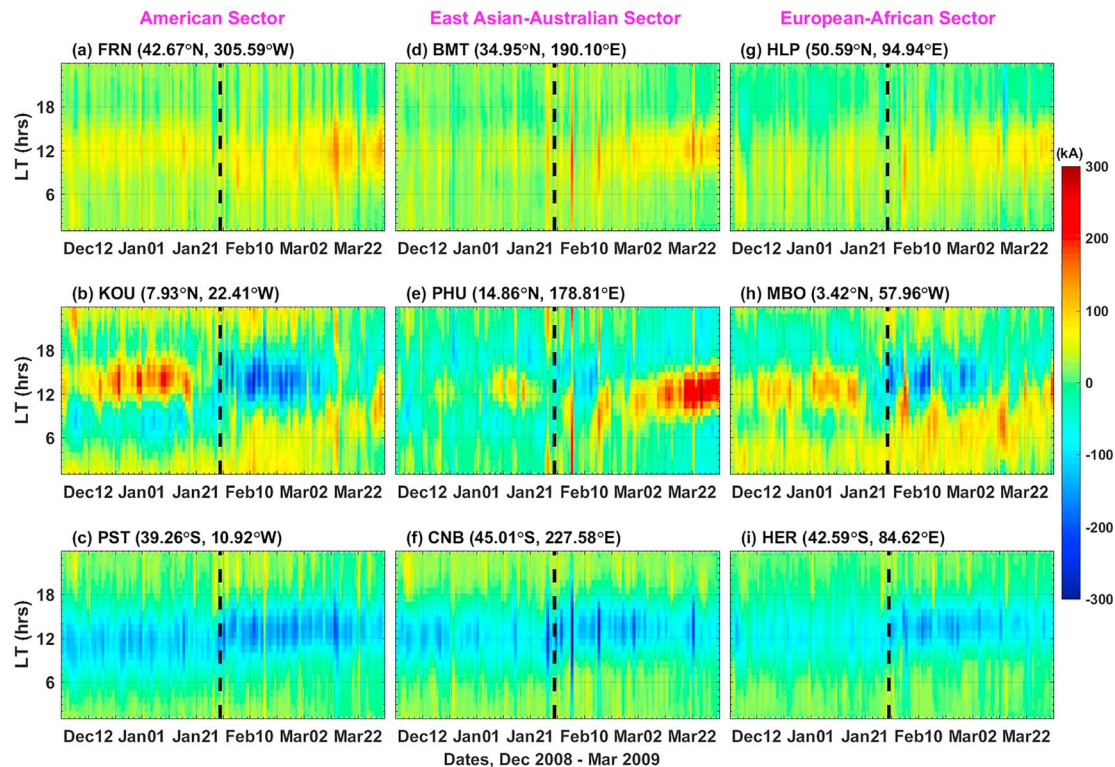 American Sector East Asian-Australian Sector European-African Sector
(a) FRN (42.67°N, 305.59°W) (d) BMT (34.95°N, 190.10°E) (g) HLP (50.59°N, 94.94°E)
LT (hrs)
18
12
6
Dec12 Jan01 Jan21 Feb10 Mar02 Mar22 Dec12 Jan01 Jan21 Feb10 Mar02 Mar22 Dec12 Jan01 Jan21 Feb10 Mar02 Mar22
(b) KOU (7.93°N, 22.41°W) (e) PHU (14.86°N, 178.81°E) (h) MBO (3.42°N, 57.96°W)
LT (hrs)
18
12
6
Dec12 Jan01 Jan21 Feb10 Mar02 Mar22 Dec12 Jan01 Jan21 Feb10 Mar02 Mar22 Dec12 Jan01 Jan21 Feb10 Mar02 Mar22
(c) PST (39.26°S, 10.92°W) (f) CNB (45.01°S, 227.58°E) (i) HER (42.59°S, 84.62°E)
LT (hrs)
18
12
6
Dec12 Jan01 Jan21 Feb10 Mar02 Mar22 Dec12 Jan01 Jan21 Feb10 Mar02 Mar22 Dec12 Jan01 Jan21 Feb10 Mar02 Mar22
Dates, Dec 2008 - Mar 2009
(kA)
300
200
100
0
-100
-200
-300